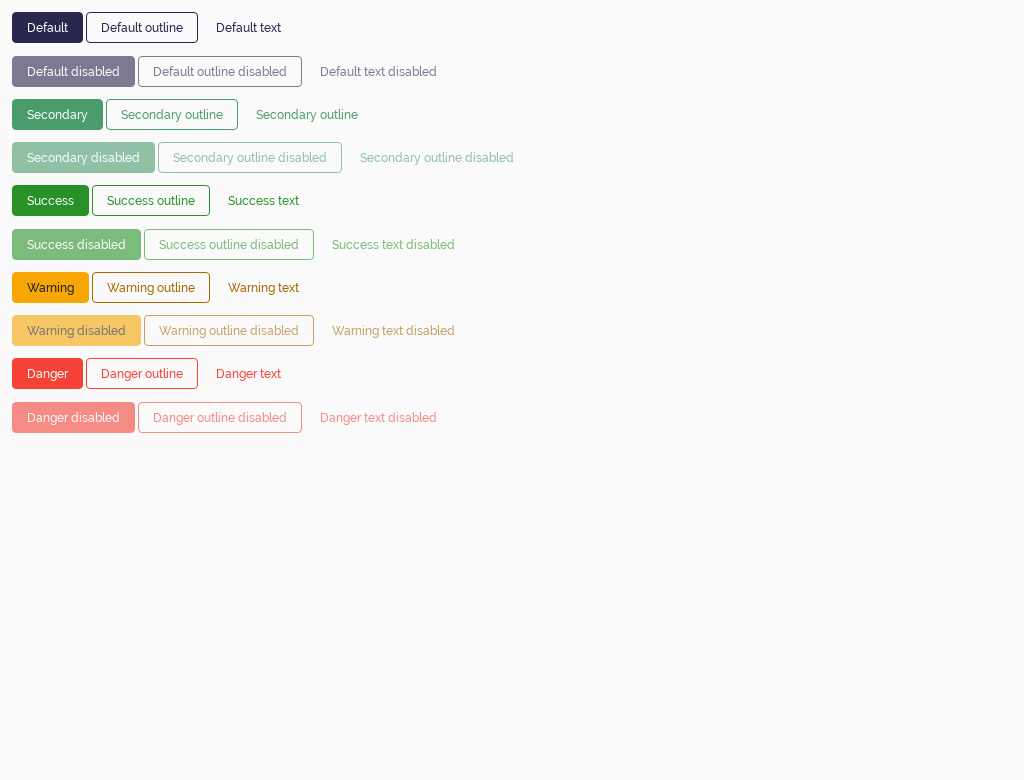 Default Default outline Default text
Default disabled Default outline disabled Default text disabled
Secondary Secondary outline Secondary outline
Secondary disabled Secondary outline disabled Secondary outline disabled
Success Success outline Success text
Success disabled Success outline disabled Success text disabled
Warning Warning outline Warning text
Warning disabled Warning outline disabled Warning text disabled
Danger Danger outline Danger text
Danger disabled Danger outline disabled Danger text disabled